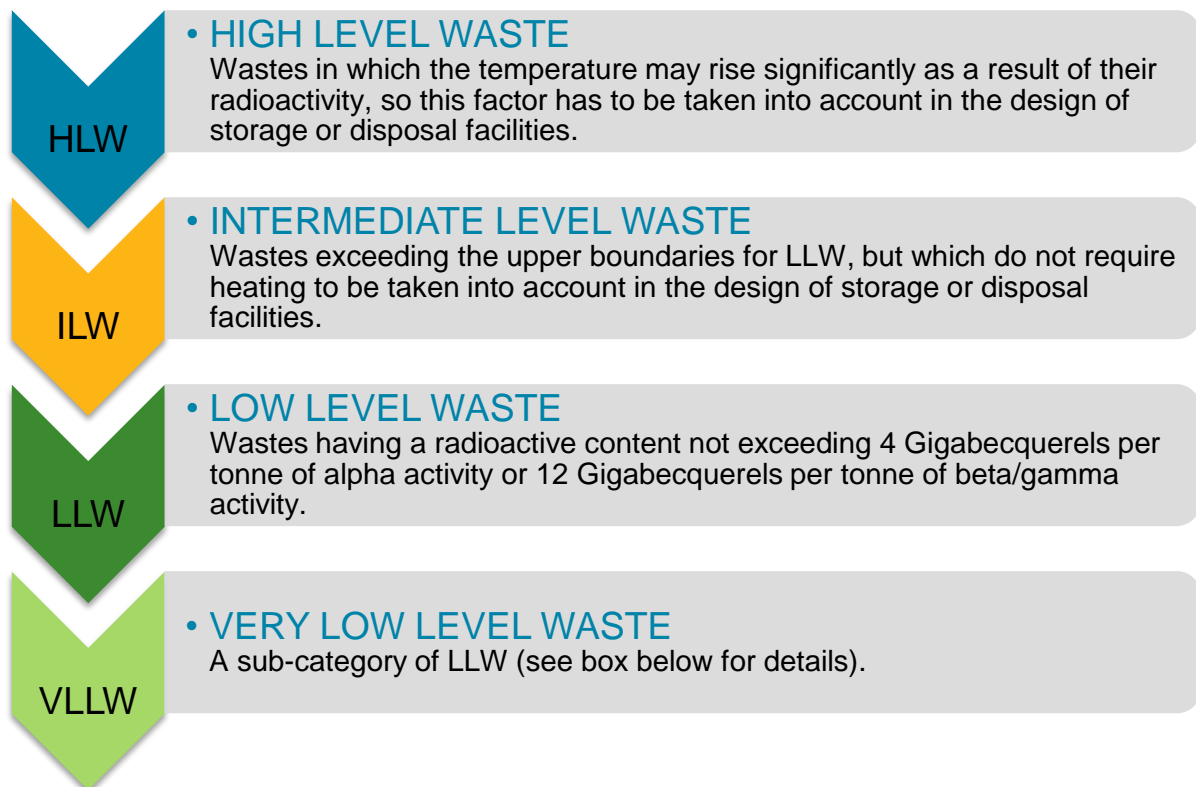 HLW
• HIGH LEVEL WASTE
Wastes in which the temperature may rise significantly as a result of their
radioactivity, so this factor has to be taken into account in the design of
storage or disposal facilities.
ILW
• INTERMEDIATE LEVEL WASTE
Wastes exceeding the upper boundaries for LLW, but which do not require
heating to be taken into account in the design of storage or disposal
facilities.
LLW
• LOW LEVEL WASTE
Wastes having a radioactive content not exceeding 4 Gigabecquerels per
tonne of alpha activity or 12 Gigabecquerels per tonne of beta/gamma
activity.
VLLW
• VERY LOW LEVEL WASTE
A sub-category of LLW (see box below for details).